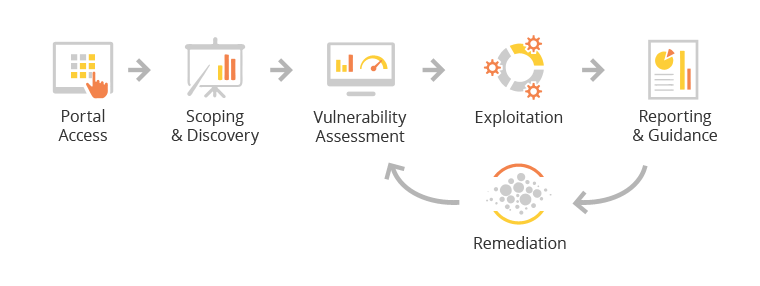 Portal
Access
Scoping
& Discovery
Vulnerability
Assessment
Exploitation
Reporting
& Guidance
Remediation